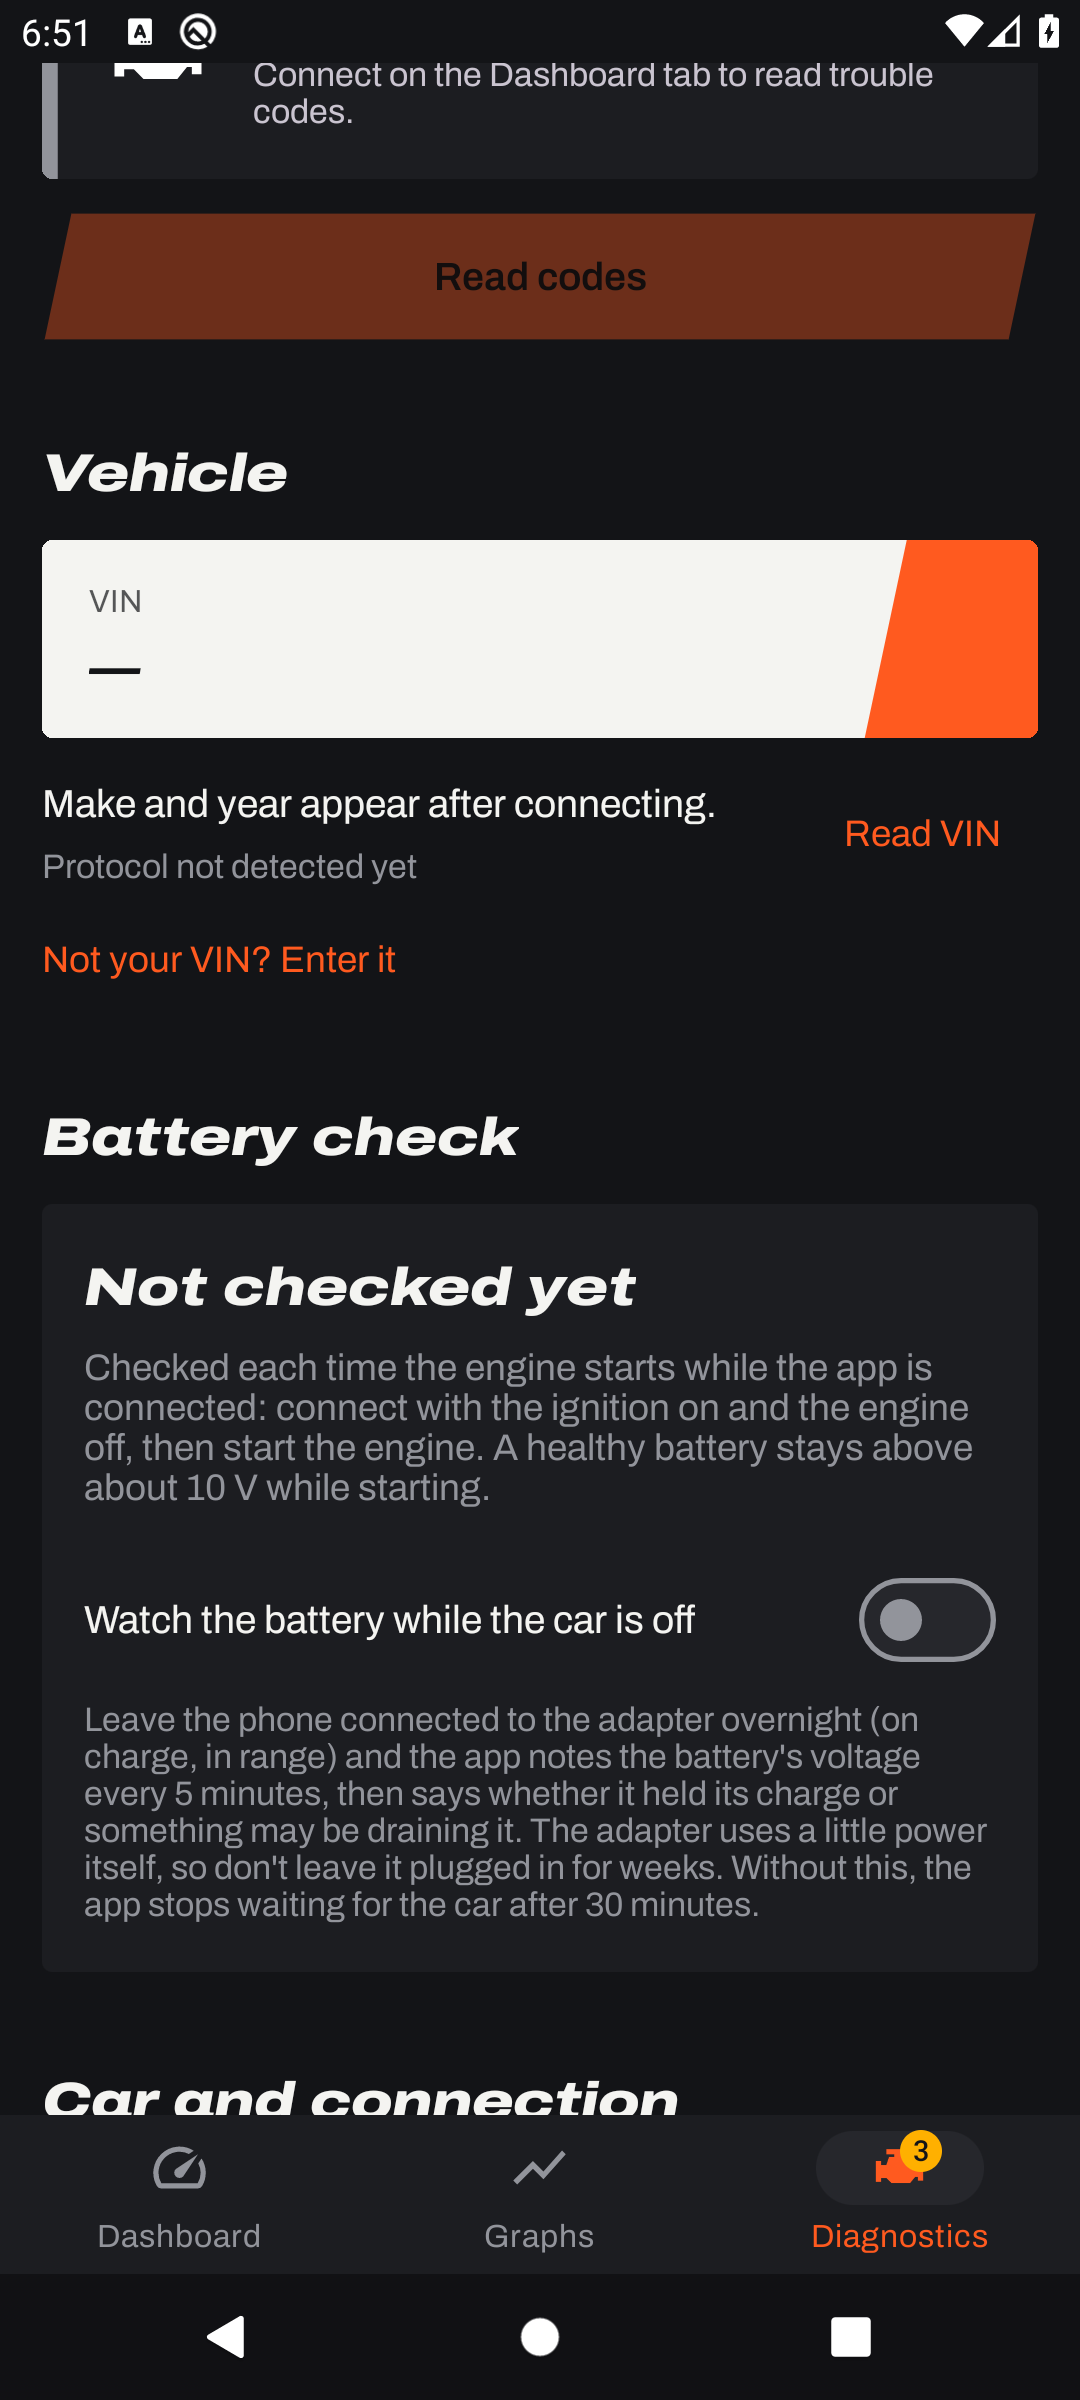 6:51
Connect on the Dashboard tab to read trouble
codes.
Read codes
Vehicle
VIN
—
Make and year appear after connecting.
Read VIN
Protocol not detected yet
Not your VIN? Enter it
Battery check
Not checked yet
Checked each time the engine starts while the app is
connected: connect with the ignition on and the engine
off, then start the engine. A healthy battery stays above
about 10 V while starting.
Watch the battery while the car is off
Leave the phone connected to the adapter overnight (on
charge, in range) and the app notes the battery's voltage
every 5 minutes, then says whether it held its charge or
something may be draining it. The adapter uses a little power
itself, so don't leave it plugged in for weeks. Without this, the
app stops waiting for the car after 30 minutes.
Car and connection
3
Dashboard
Graphs
Diagnostics